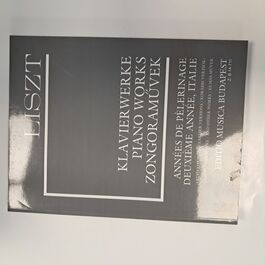 LISZT
KLAVIERWERKE
PIANO WORKS
ZONGORAMŰVEK
ANNÉES DE PÈLERINAGE
DEUXIÈME ANNÉE, ITALIE
EDITIO MUSICA BUDAPEST